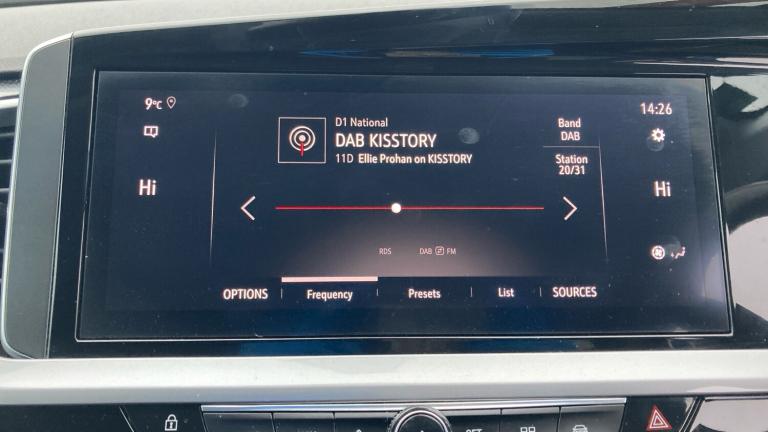 9°C
14:26
D1 National
DAB KISSTORY
11D Ellie Prohan on KISSTORY
Band
DAB
Station
20/31
Hi
Hi
RDS DAB FM
OPTIONS Frequency Presets List SOURCES